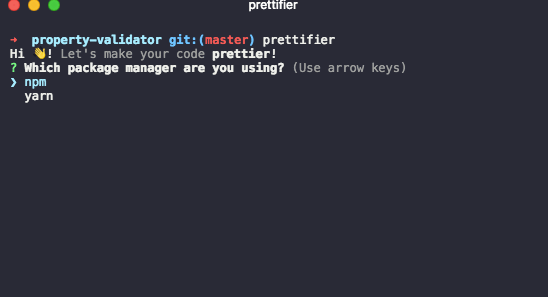 prettifier
➜ property-validator git:(master) prettifier
Hi 👋! Let's make your code prettier!
? Which package manager are you using? (Use arrow keys)
❯ npm
yarn